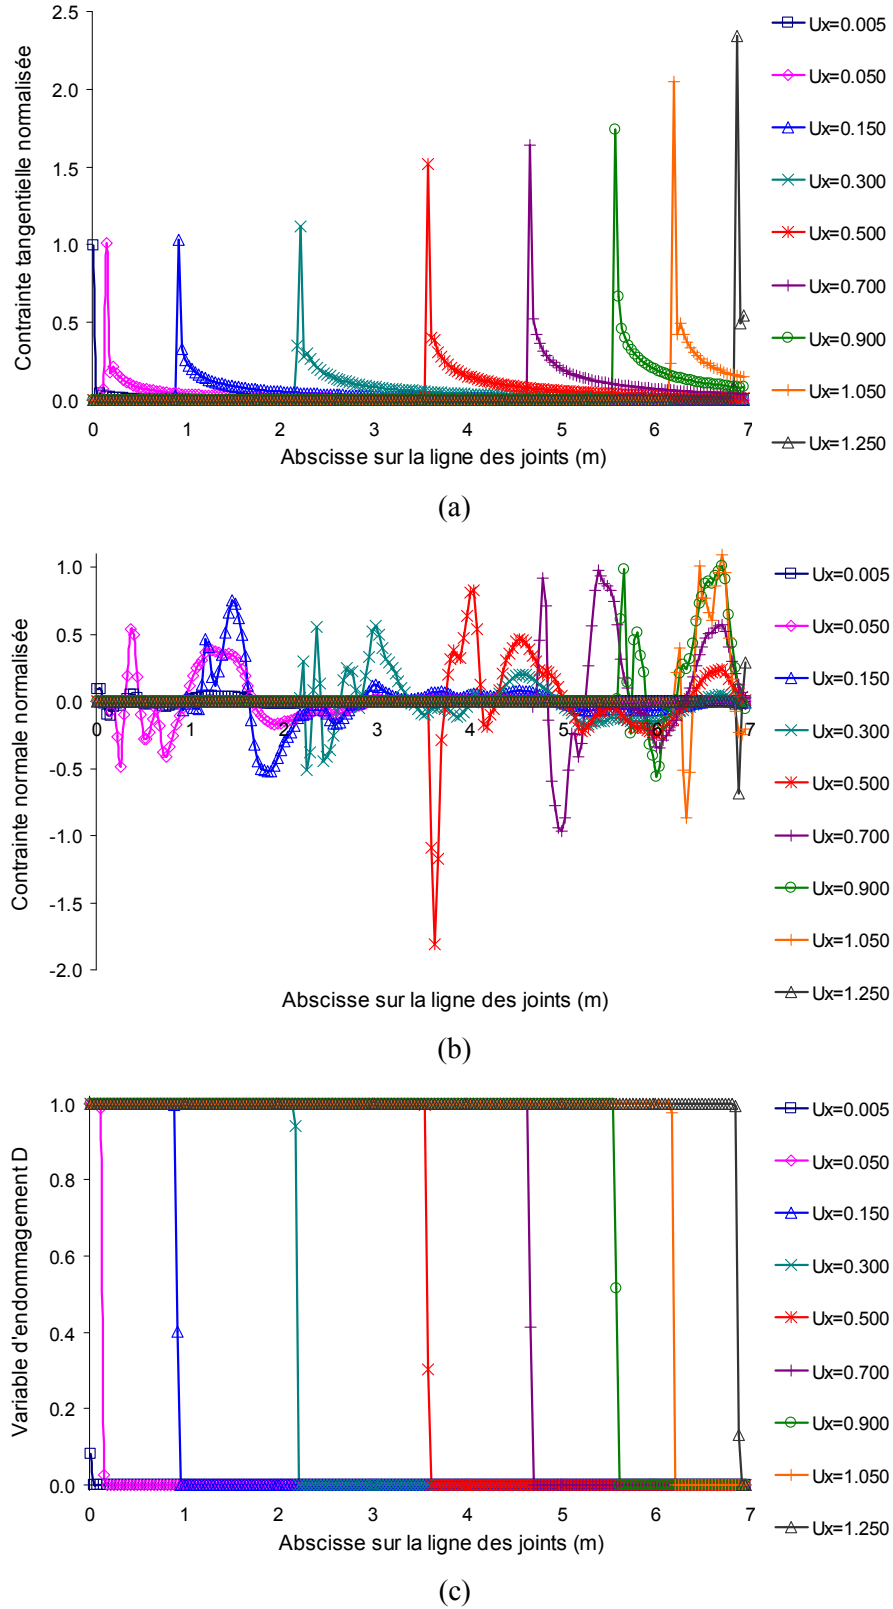 Contrainte tangentielle normalisée
2.5
2.0
1.5
1.0
0.5
0.0
0 1 2 3 4 5 6 7
Abscisse sur la ligne des joints (m)
Ux=0.005
Ux=0.050
Ux=0.150
Ux=0.300
Ux=0.500
Ux=0.700
Ux=0.900
Ux=1.050
Ux=1.250
(a)
Contrainte normale normalisée
1.0
0.5
0.0
-0.5
-1.0
-1.5
-2.0
0 1 2 3 4 5 6 7
Abscisse sur la ligne des joints (m)
Ux=0.005
Ux=0.050
Ux=0.150
Ux=0.300
Ux=0.500
Ux=0.700
Ux=0.900
Ux=1.050
Ux=1.250
(b)
Variable d'endommagement D
1.0
0.8
0.6
0.4
0.2
0.0
0 1 2 3 4 5 6 7
Abscisse sur la ligne des joints (m)
Ux=0.005
Ux=0.050
Ux=0.150
Ux=0.300
Ux=0.500
Ux=0.700
Ux=0.900
Ux=1.050
Ux=1.250
(c)